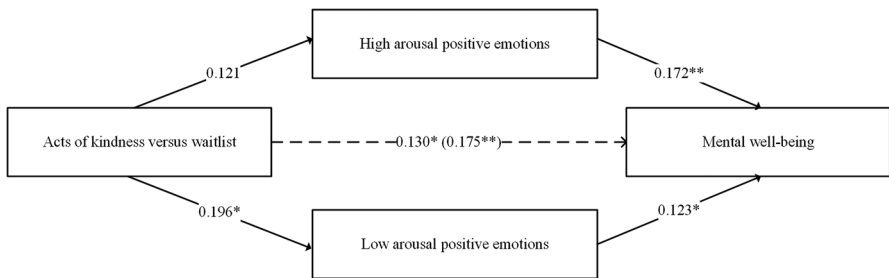 High arousal positive emotions
0.121
0.172**
Acts of kindness versus waitlist
0.130* (0.175**)
Mental well-being
0.196*
0.123*
Low arousal positive emotions